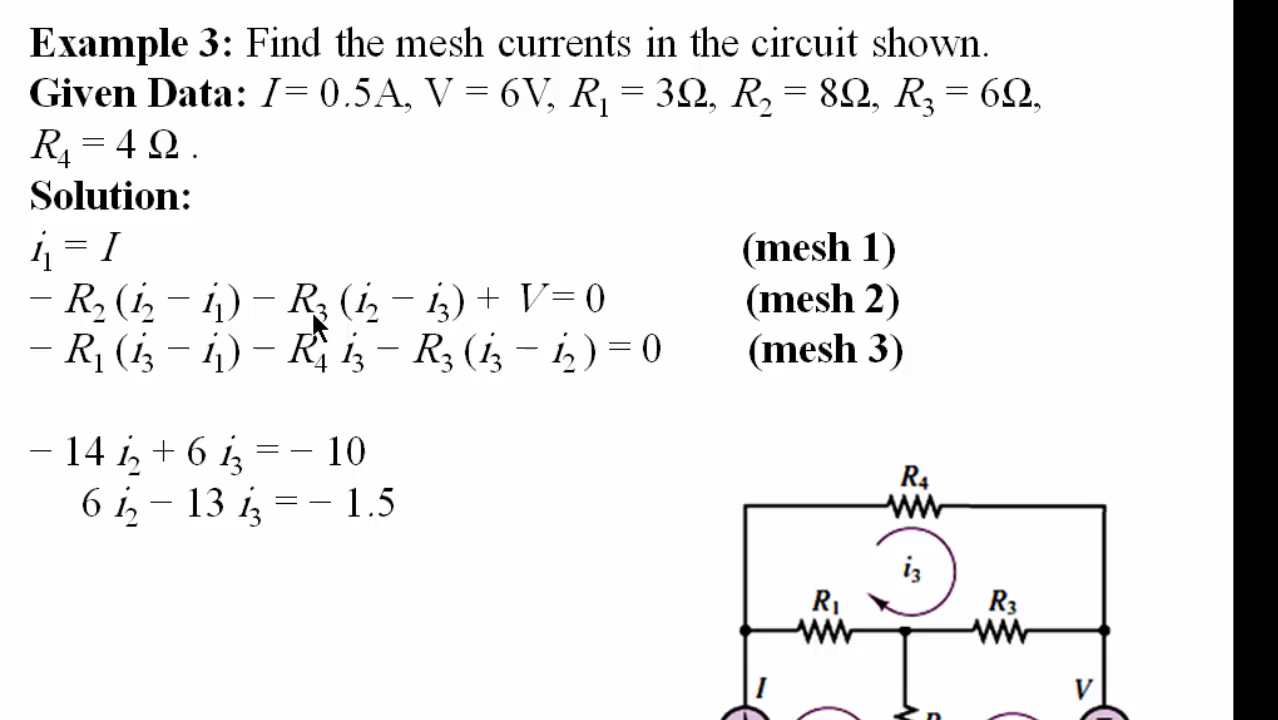 Example 3: Find the mesh currents in the circuit shown.
Given Data: I = 0.5A, V = 6V, R₁ = 3Ω, R₂ = 8Ω, R₃ = 6Ω,
R₄ = 4 Ω .
Solution:
i₁ = I (mesh 1)
− R₂ (i₂ − i₁) − R₃ (i₂ − i₃) + V = 0 (mesh 2)
− R₁ (i₃ − i₁) − R₄ i₃ − R₃ (i₃ − i₂ ) = 0 (mesh 3)
− 14 i₂ + 6 i₃ = − 10
6 i₂ − 13 i₃ = − 1.5
R₄
i₃
R₁ R₃
I V